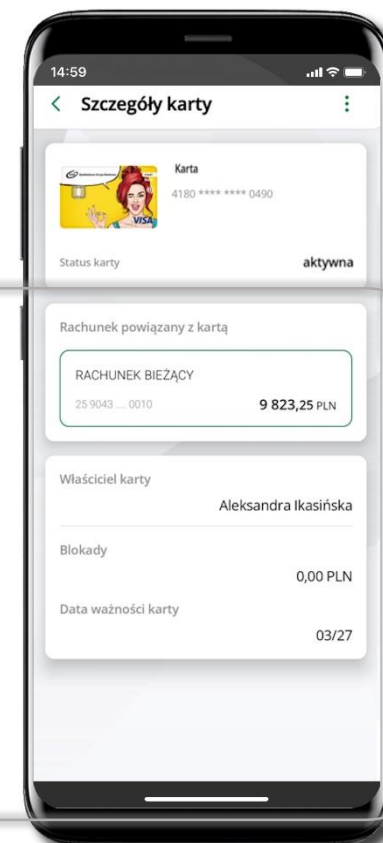 14:59
Szczegóły karty
Karta
4180 **** **** 0490
VISA
Status karty aktywna
Rachunek powiązany z kartą
RACHUNEK BIEŻĄCY
25 9043 .... 0010 9 823,25 PLN
Właściciel karty
Aleksandra Ikasińska
Blokady
0,00 PLN
Data ważności karty
03/27